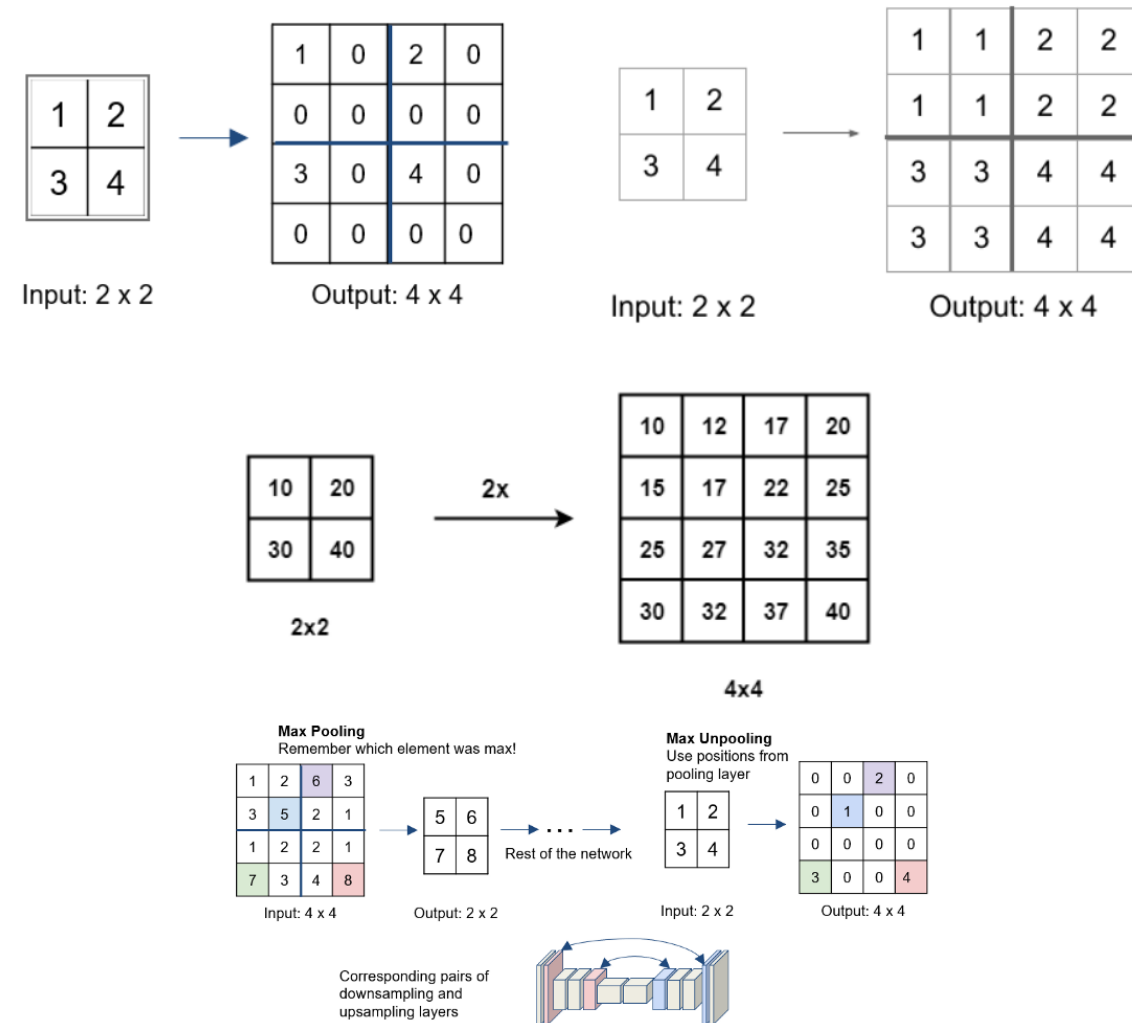 1 2
3 4
Input: 2 x 2
1 0 2 0
0 0 0 0
3 0 4 0
0 0 0 0
Output: 4 x 4
1 2
3 4
Input: 2 x 2
1 1 2 2
1 1 2 2
3 3 4 4
3 3 4 4
Output: 4 x 4
10 20
30 40
2x2
2x
10 12 17 20
15 17 22 25
25 27 32 35
30 32 37 40
4x4
Max Pooling
Remember which element was max!
1 2 6 3
3 5 2 1
1 2 2 1
7 3 4 8
Input: 4 x 4
5 6
7 8
Output: 2 x 2
. . .
Rest of the network
Max Unpooling
Use positions from
pooling layer
1 2
3 4
Input: 2 x 2
0 0 2 0
0 1 0 0
0 0 0 0
3 0 0 4
Output: 4 x 4
Corresponding pairs of
downsampling and
upsampling layers